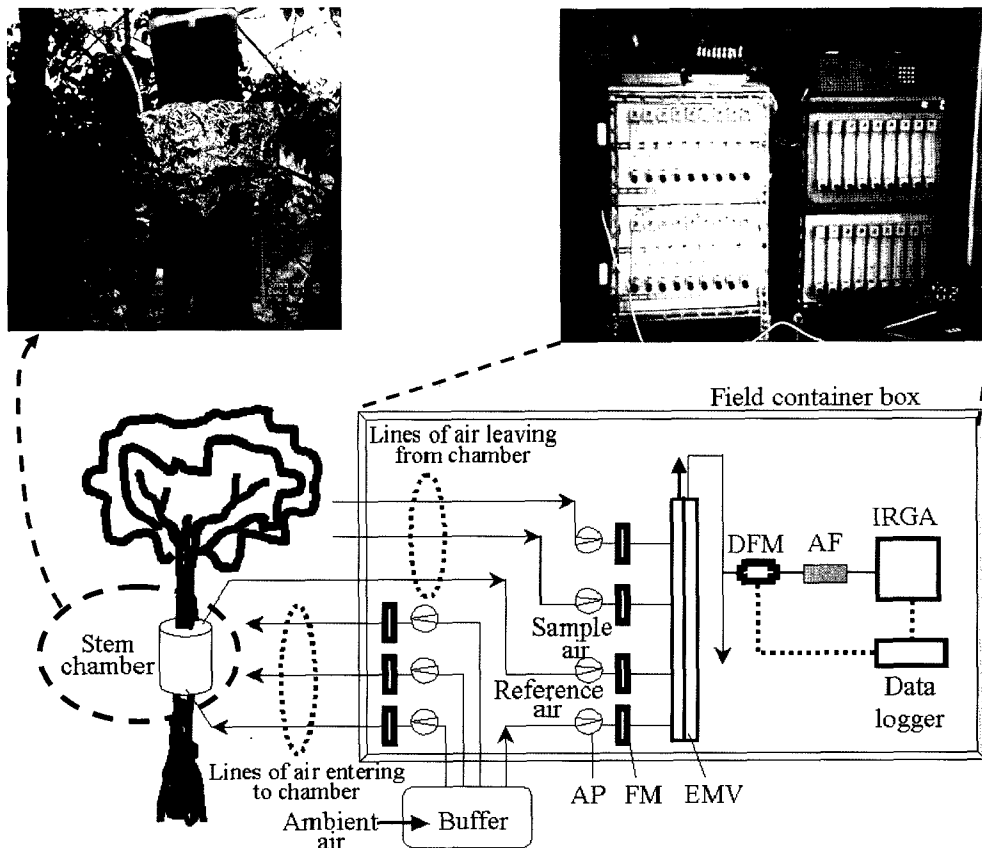 Field container box
Lines of air leaving
from chamber
IRGA
DFM
AF
Sample
air
Stem
chamber
Reference
air
Data
logger
Lines of air entering
to chamber
AP
FM
EMV
Ambient
air
Buffer